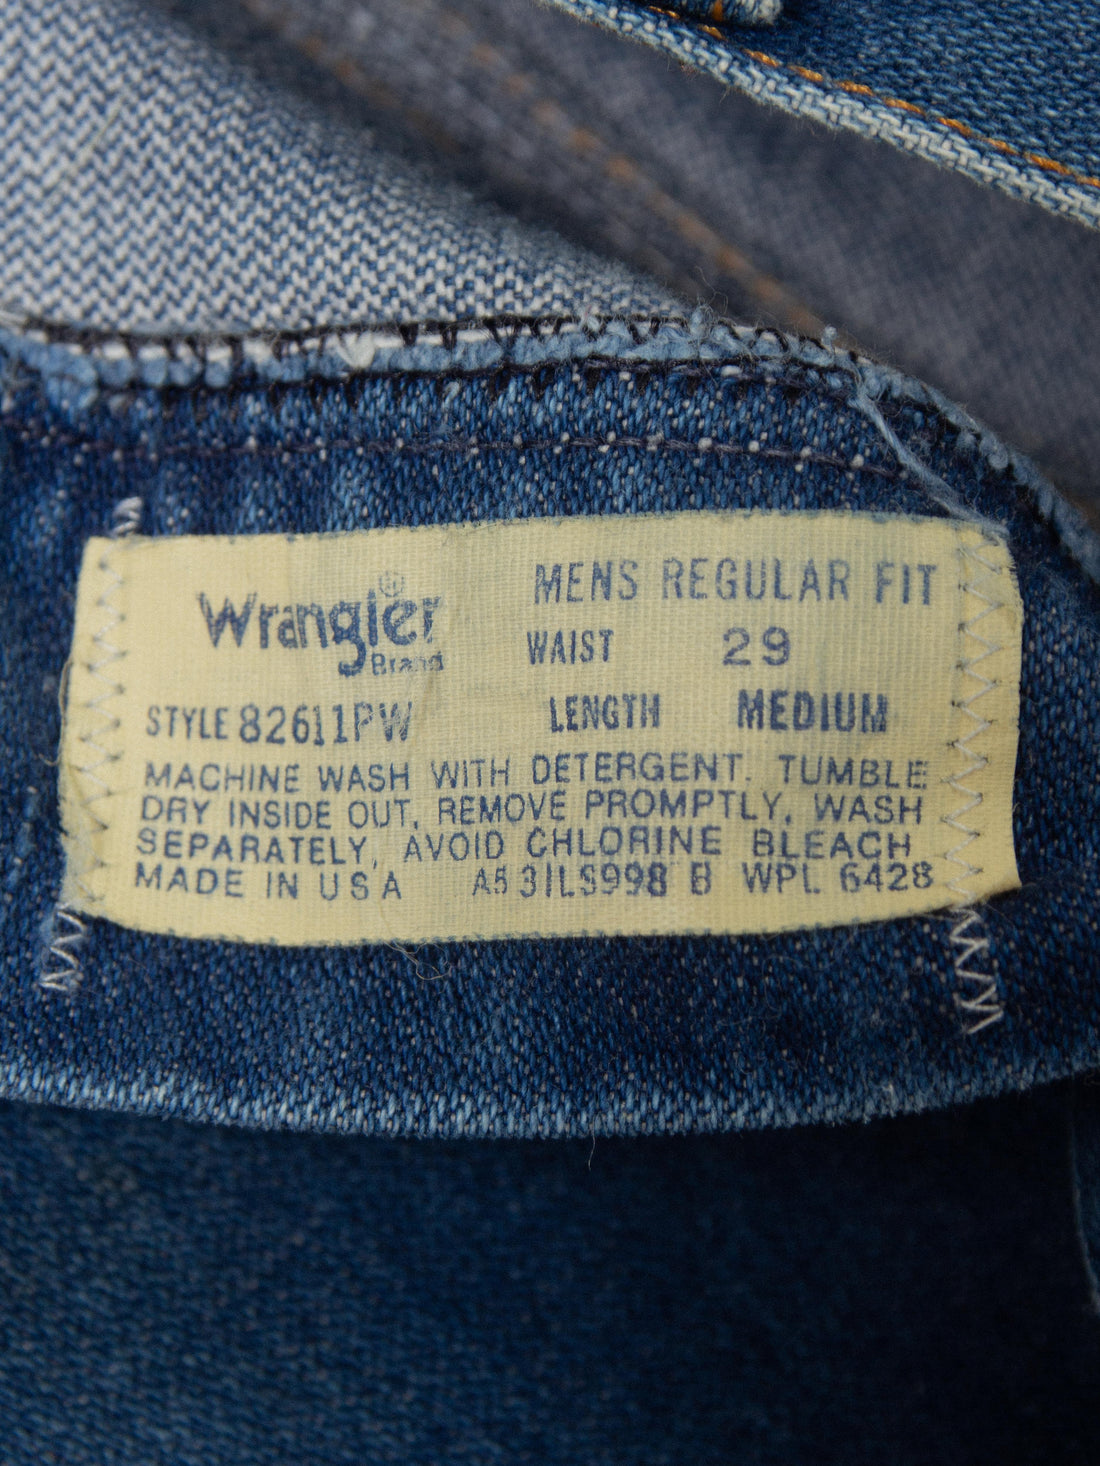 Wrangler®
Brand
MENS REGULAR FIT
WAIST 29
STYLE 82611PW LENGTH MEDIUM
MACHINE WASH WITH DETERGENT. TUMBLE
DRY INSIDE OUT, REMOVE PROMPTLY, WASH
SEPARATELY, AVOID CHLORINE BLEACH
MADE IN U S A A5 31LS998 B WPL 6428